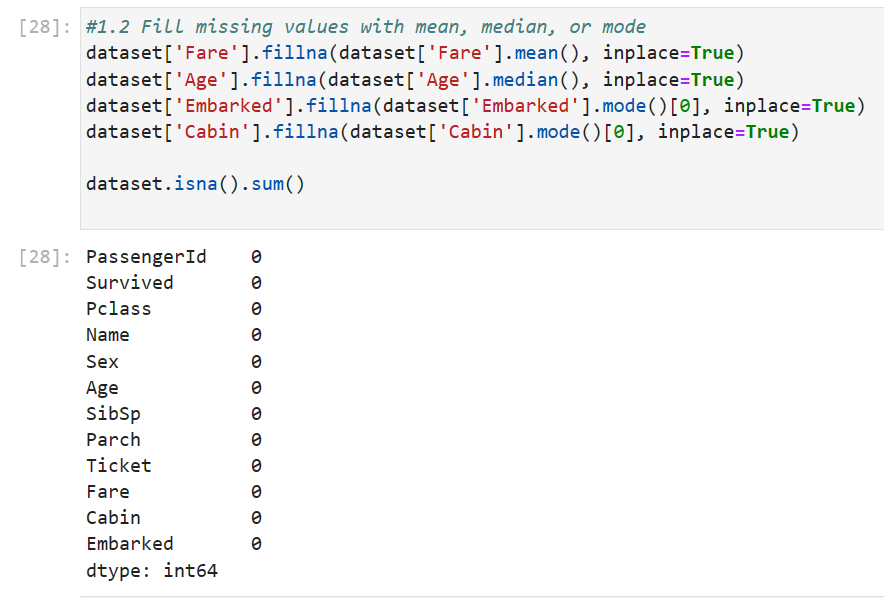 [28]: #1.2 Fill missing values with mean, median, or mode
dataset['Fare'].fillna(dataset['Fare'].mean(), inplace=True)
dataset['Age'].fillna(dataset['Age'].median(), inplace=True)
dataset['Embarked'].fillna(dataset['Embarked'].mode()[0], inplace=True)
dataset['Cabin'].fillna(dataset['Cabin'].mode()[0], inplace=True)
dataset.isna().sum()
[28]: PassengerId    0
Survived       0
Pclass         0
Name           0
Sex            0
Age            0
SibSp          0
Parch          0
Ticket         0
Fare           0
Cabin          0
Embarked       0
dtype: int64